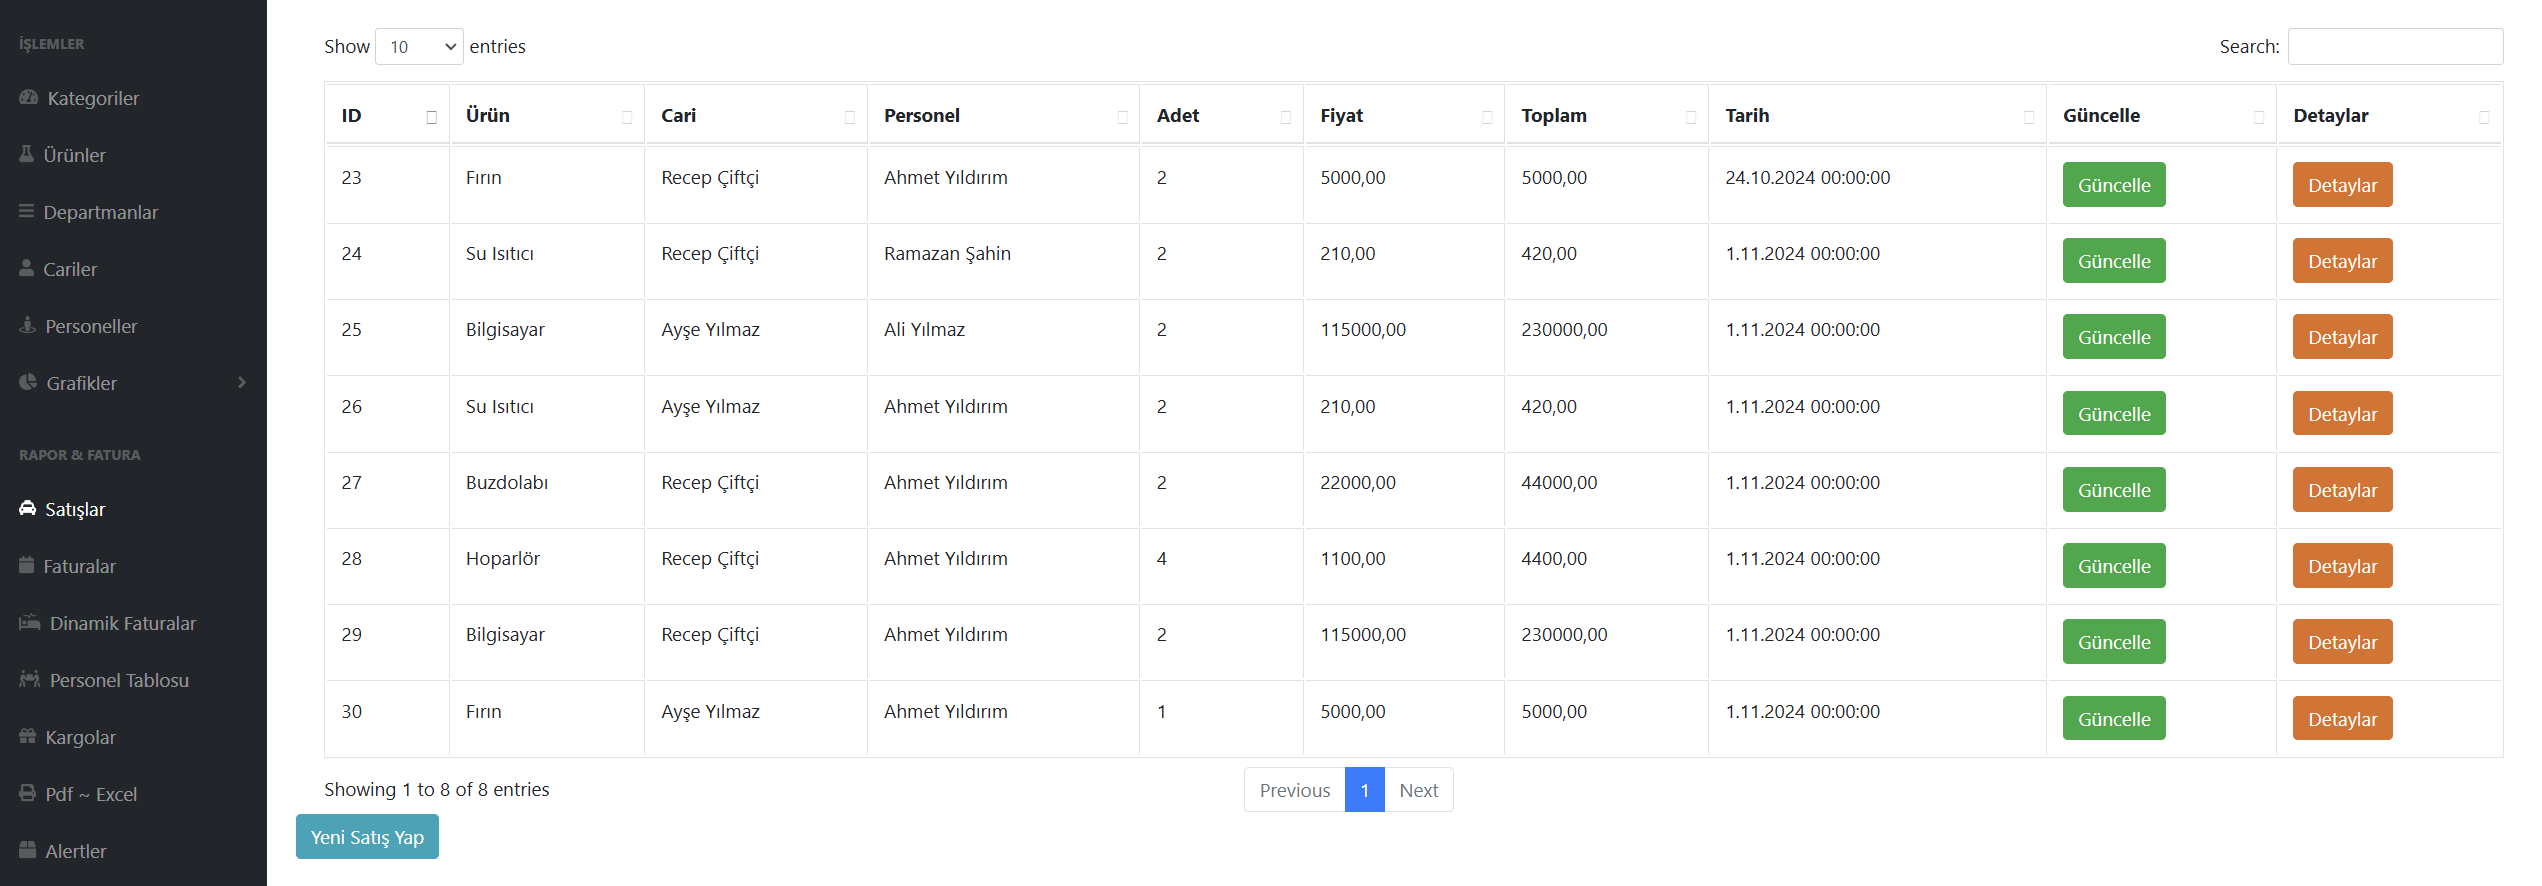 İŞLEMLER
Kategoriler
Ürünler
Departmanlar
Cariler
Personeller
Grafikler
RAPOR & FATURA
Satışlar
Faturalar
Dinamik Faturalar
Personel Tablosu
Kargolar
Pdf ~ Excel
Alertler
Show 10 entries
Search:
ID Ürün Cari Personel Adet Fiyat Toplam Tarih Güncelle Detaylar
23 Fırın Recep Çiftçi Ahmet Yıldırım 2 5000,00 5000,00 24.10.2024 00:00:00 Güncelle Detaylar
24 Su Isıtıcı Recep Çiftçi Ramazan Şahin 2 210,00 420,00 1.11.2024 00:00:00 Güncelle Detaylar
25 Bilgisayar Ayşe Yılmaz Ali Yılmaz 2 115000,00 230000,00 1.11.2024 00:00:00 Güncelle Detaylar
26 Su Isıtıcı Ayşe Yılmaz Ahmet Yıldırım 2 210,00 420,00 1.11.2024 00:00:00 Güncelle Detaylar
27 Buzdolabı Recep Çiftçi Ahmet Yıldırım 2 22000,00 44000,00 1.11.2024 00:00:00 Güncelle Detaylar
28 Hoparlör Recep Çiftçi Ahmet Yıldırım 4 1100,00 4400,00 1.11.2024 00:00:00 Güncelle Detaylar
29 Bilgisayar Recep Çiftçi Ahmet Yıldırım 2 115000,00 230000,00 1.11.2024 00:00:00 Güncelle Detaylar
30 Fırın Ayşe Yılmaz Ahmet Yıldırım 1 5000,00 5000,00 1.11.2024 00:00:00 Güncelle Detaylar
Showing 1 to 8 of 8 entries
Previous 1 Next
Yeni Satış Yap